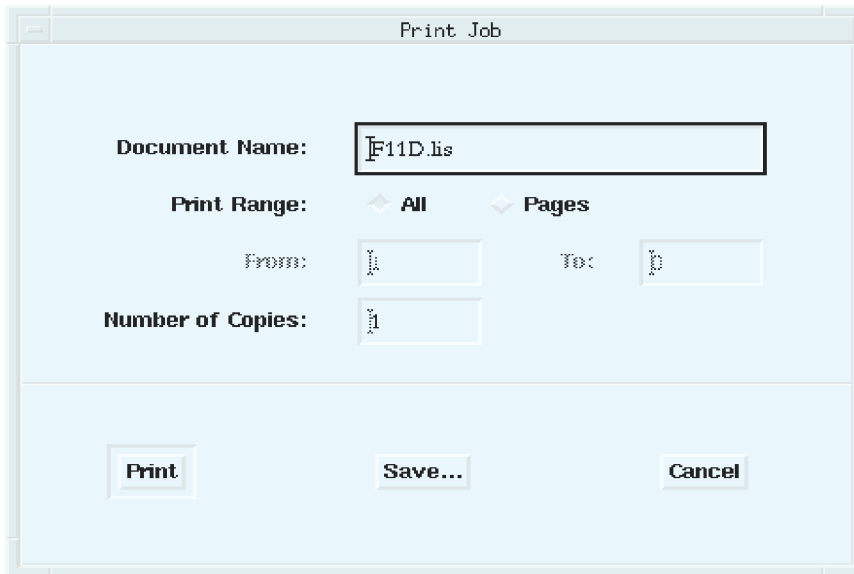 Print Job
Document Name: F11D.lis
Print Range: All Pages
From: 1 To: 0
Number of Copies: 1
Print Save... Cancel